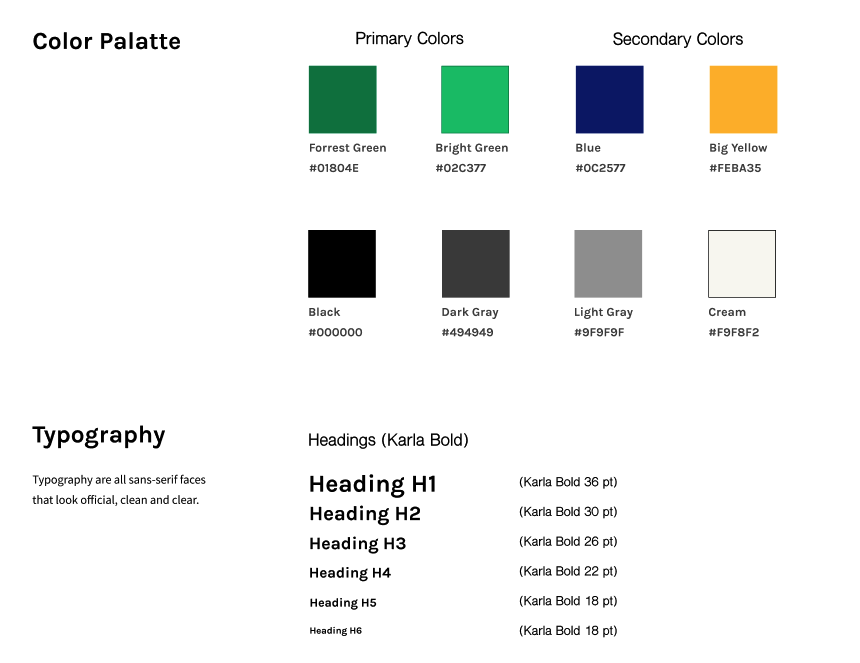 Color Palatte
Primary Colors
Secondary Colors
Forrest Green
#01804E
Bright Green
#02C377
Blue
#0C2577
Big Yellow
#FEBA35
Black
#000000
Dark Gray
#494949
Light Gray
#9F9F9F
Cream
#F9F8F2
Typography
Typography are all sans-serif faces
that look official, clean and clear.
Headings (Karla Bold)
Heading H1
(Karla Bold 36 pt)
Heading H2
(Karla Bold 30 pt)
Heading H3
(Karla Bold 26 pt)
Heading H4
(Karla Bold 22 pt)
Heading H5
(Karla Bold 18 pt)
Heading H6
(Karla Bold 18 pt)